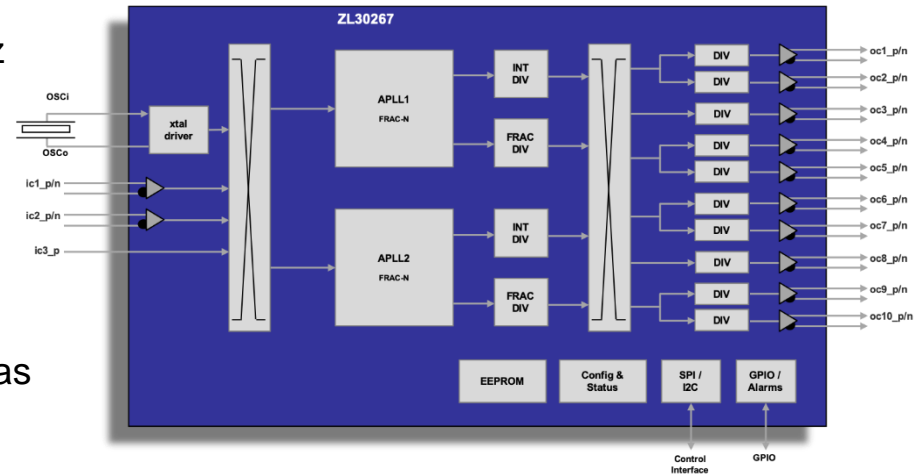 ZL30267
z
OSCi
xtal
driver
OSCo
ic1_p/n
ic2_p/n
ic3_p
as
APLL1
FRAC-N
APLL2
FRAC-N
INT
DIV
FRAC
DIV
INT
DIV
FRAC
DIV
DIV
DIV
DIV
DIV
DIV
DIV
DIV
DIV
DIV
DIV
oc1_p/n
oc2_p/n
oc3_p/n
oc4_p/n
oc5_p/n
oc6_p/n
oc7_p/n
oc8_p/n
oc9_p/n
oc10_p/n
EEPROM
Config &
Status
SPI /
I2C
GPIO /
Alarms
Control
Interface
GPIO